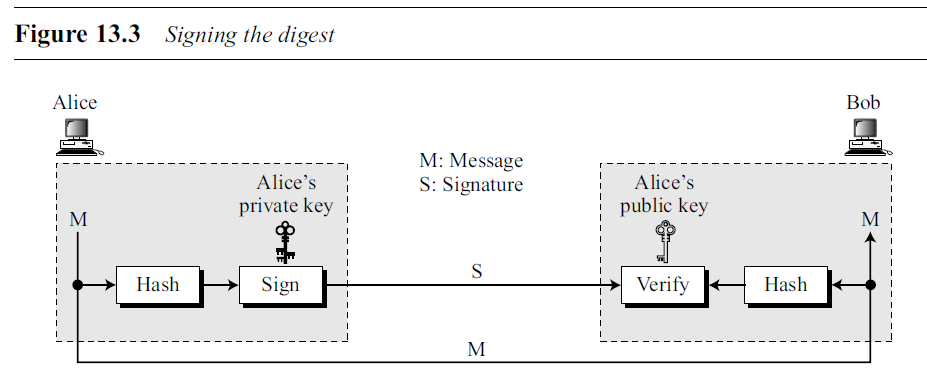 Figure 13.3 Signing the digest
Alice
Bob
M: Message
S: Signature
Alice's
private key
Alice's
public key
M
M
Hash
Sign
S
Verify
Hash
M